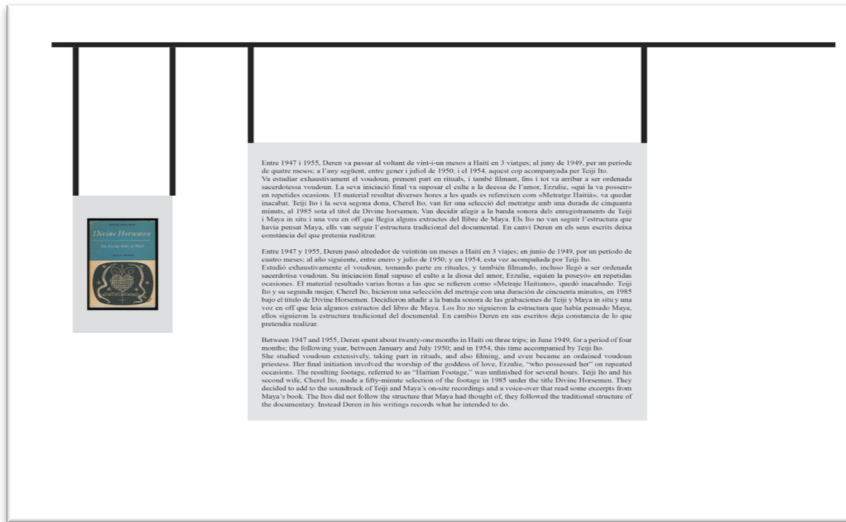 Divine Horsemen
Entre 1947 i 1955, Deren va passar al voltant de vint-i-un mesos a Haití en 3 viatges; al juny de 1949, per un període
de quatre mesos; a l'any següent, entre gener i juliol de 1950; i el 1954, aquest cop acompanyada per Teiji Ito.
Va estudiar exhaustivament el voudoun, prenent part en rituals, i també filmant, fins i tot va arribar a ser ordenada
sacerdotessa voudoun. La seva iniciació final va suposar el culte a la deessa de l'amor, Erzulie, «qui la va posseir»
en repetides ocasions. El material resultat diverses hores a les quals es refereixen com «Metratge Haitià», va quedar
inacabat. Teiji Ito i la seva segona dona, Cherel Ito, van fer una selecció del metratge amb una durada de cinquanta
minuts, al 1985 sota el títol de Divine horsemen. Van decidir afegir a la banda sonora dels enregistraments de Teiji
i Maya in situ i una veu en off que llegia alguns extractes del llibre de Maya. Els Ito no van seguir l'estructura que
havia pensat Maya, ells van seguir l'estructura tradicional del documental. En canvi Deren en els seus escrits deixa
constància del que pretenia realitzar.
Entre 1947 y 1955, Deren pasó alrededor de veintiún un meses a Haití en 3 viajes; en junio de 1949, por un período de
cuatro meses; al año siguiente, entre enero y julio de 1950; y en 1954, esta vez acompañada por Teiji Ito.
Estudió exhaustivamente el voudoun, tomando parte en rituales, y también filmando, incluso llegó a ser ordenada
sacerdotisa voudoun. Su iniciación final supuso el culto a la diosa del amor, Erzulie, «quien la poseyó» en repetidas
ocasiones. El material resultado varias horas a las que se refieren como «Metraje Haitiano», quedó inacabado. Teiji
Ito y su segunda mujer, Cherel Ito, hicieron una selección del metraje con una duración de cincuenta minutos, en 1985
bajo el título de Divine Horsemen. Decidieron añadir a la banda sonora de las grabaciones de Teiji y Maya in situ y una
voz en off que leía algunos extractos del libro de Maya. Los Ito no siguieron la estructura que había pensado Maya,
ellos siguieron la estructura tradicional del documental. En cambio Deren en sus escritos deja constancia de lo que
pretendía realizar.
Between 1947 and 1955, Deren spent about twenty-one months in Haiti on three trips; in June 1949, for a period of four
months; the following year, between January and July 1950; and in 1954, this time accompanied by Teiji Ito.
She studied voudoun extensively, taking part in rituals, and also filming, and even became an ordained voudoun
priestess. Her final initiation involved the worship of the goddess of love, Erzulie, "who possessed her" on repeated
occasions. The resulting footage, referred to as "Haitian Footage," was unfinished for several hours. Teiji Ito and his
second wife, Cherel Ito, made a fifty-minute selection of the footage in 1985 under the title Divine Horsemen. They
decided to add to the soundtrack of Teiji and Maya's on-site recordings and a voice-over that read some excerpts from
Maya's book. The Itos did not follow the structure that Maya had thought of, they followed the traditional structure of
the documentary. Instead Deren in his writings records what he intended to do.